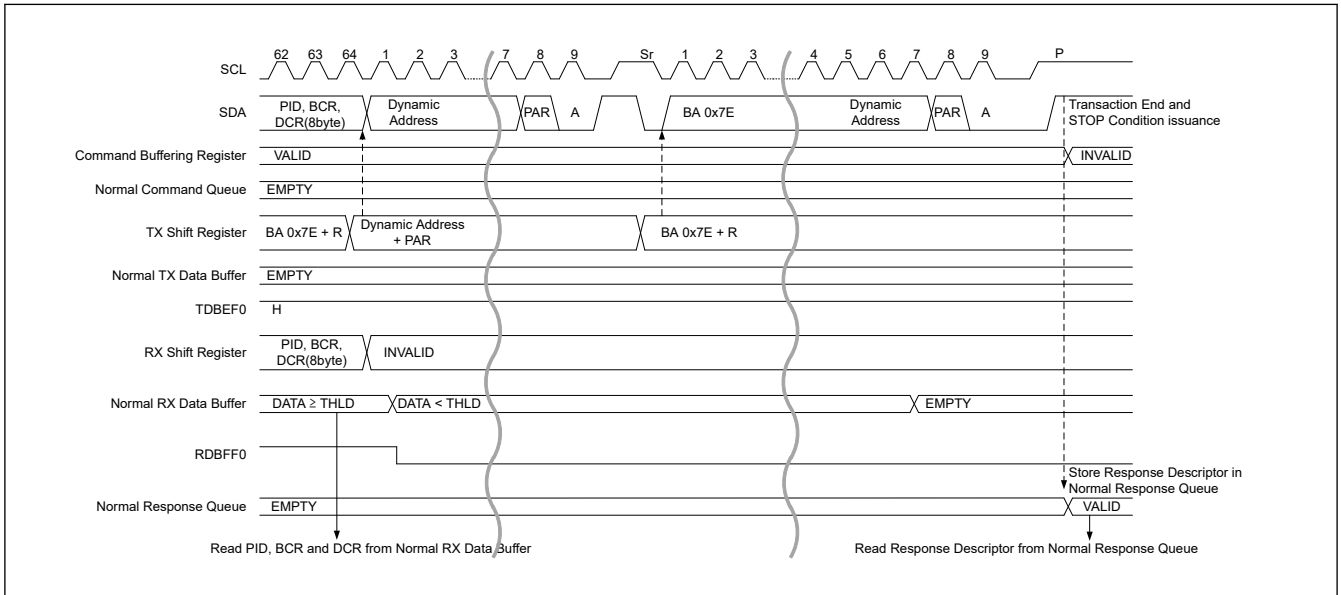 62 63 64 1 2 3 7 8 9 Sr 1 2 3 4 5 6 7 8 9 P
SCL
SDA
PID, BCR,
DCR(8byte)
Dynamic
Address
PAR
A
BA 0x7E
Dynamic
Address
PAR
A
Transaction End and
STOP Condition issuance
Command Buffering Register
VALID
INVALID
Normal Command Queue
EMPTY
TX Shift Register
BA 0x7E + R
Dynamic Address
+ PAR
BA 0x7E + R
Normal TX Data Buffer
EMPTY
TDBEF0
H
RX Shift Register
PID, BCR,
DCR(8byte)
INVALID
Normal RX Data Buffer
DATA ≥ THLD
DATA < THLD
EMPTY
RDBFF0
Store Response Descriptor in
Normal Response Queue
Normal Response Queue
EMPTY
VALID
Read PID, BCR and DCR from Normal RX Data Buffer
Read Response Descriptor from Normal Response Queue